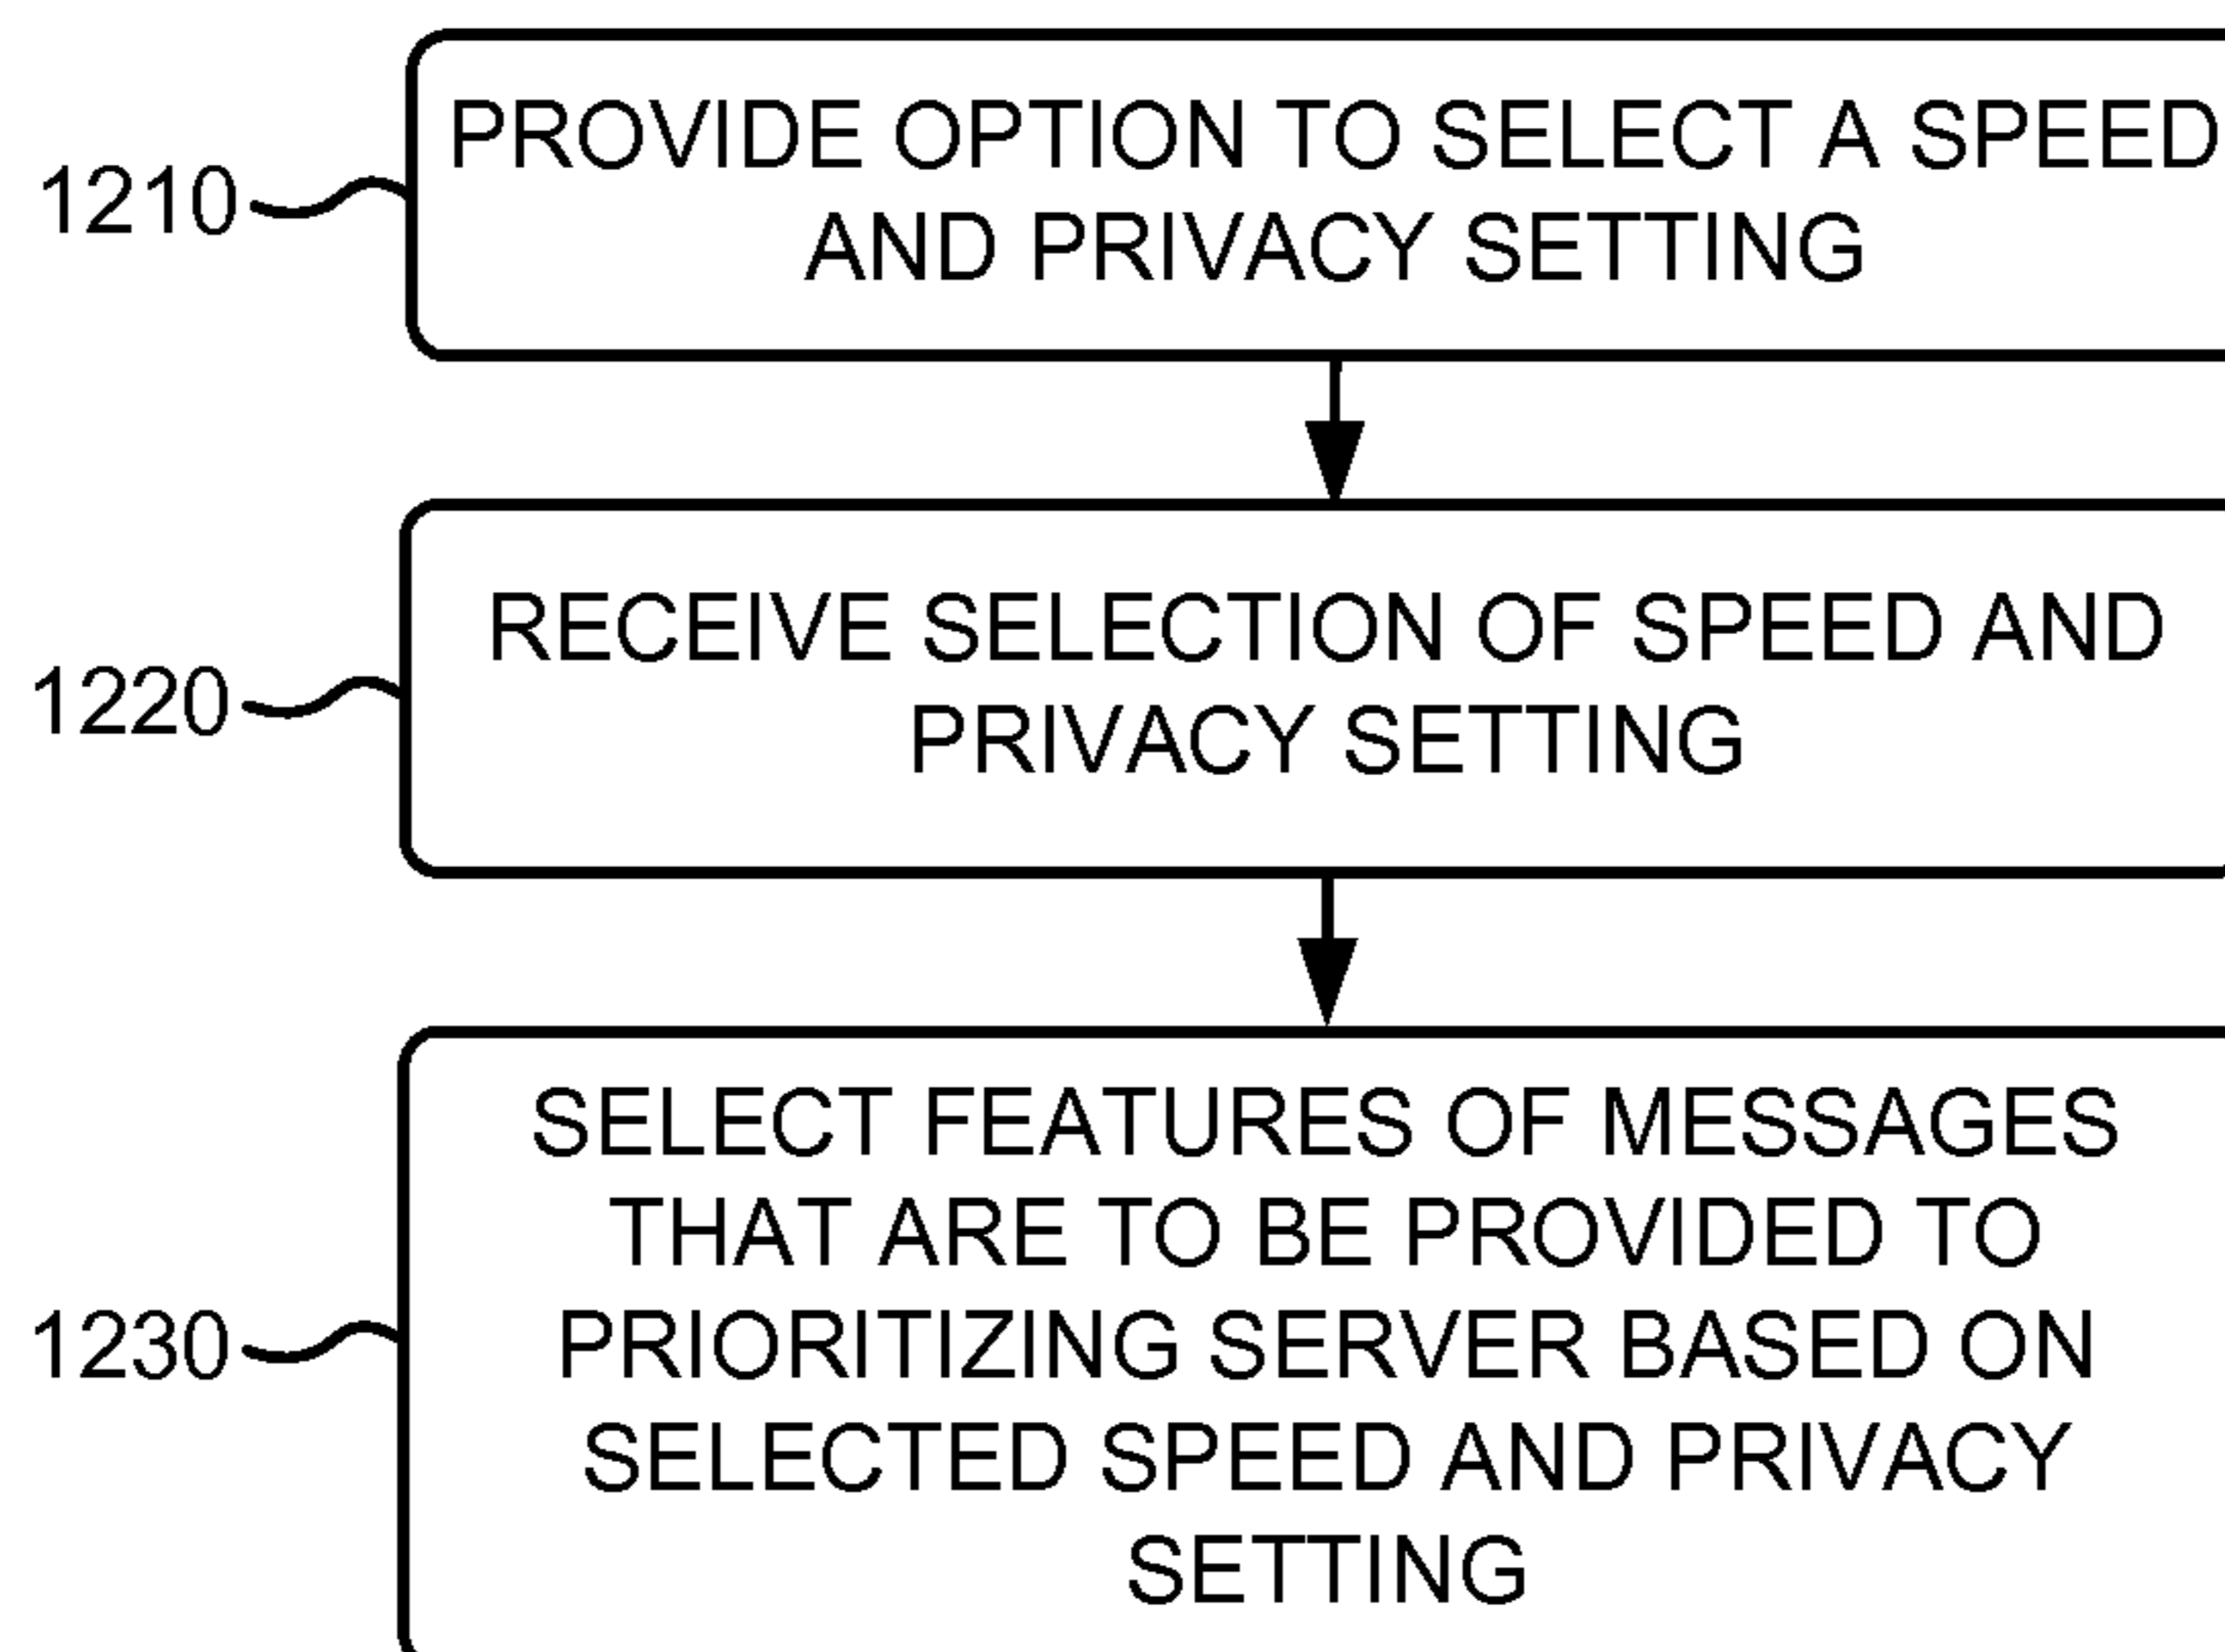 PROVIDE OPTION TO SELECT A SPEED
AND PRIVACY SETTING
1210
RECEIVE SELECTION OF SPEED AND
PRIVACY SETTING
1220
SELECT FEATURES OF MESSAGES
THAT ARE TO BE PROVIDED TO
PRIORITIZING SERVER BASED ON
SELECTED SPEED AND PRIVACY
SETTING
1230